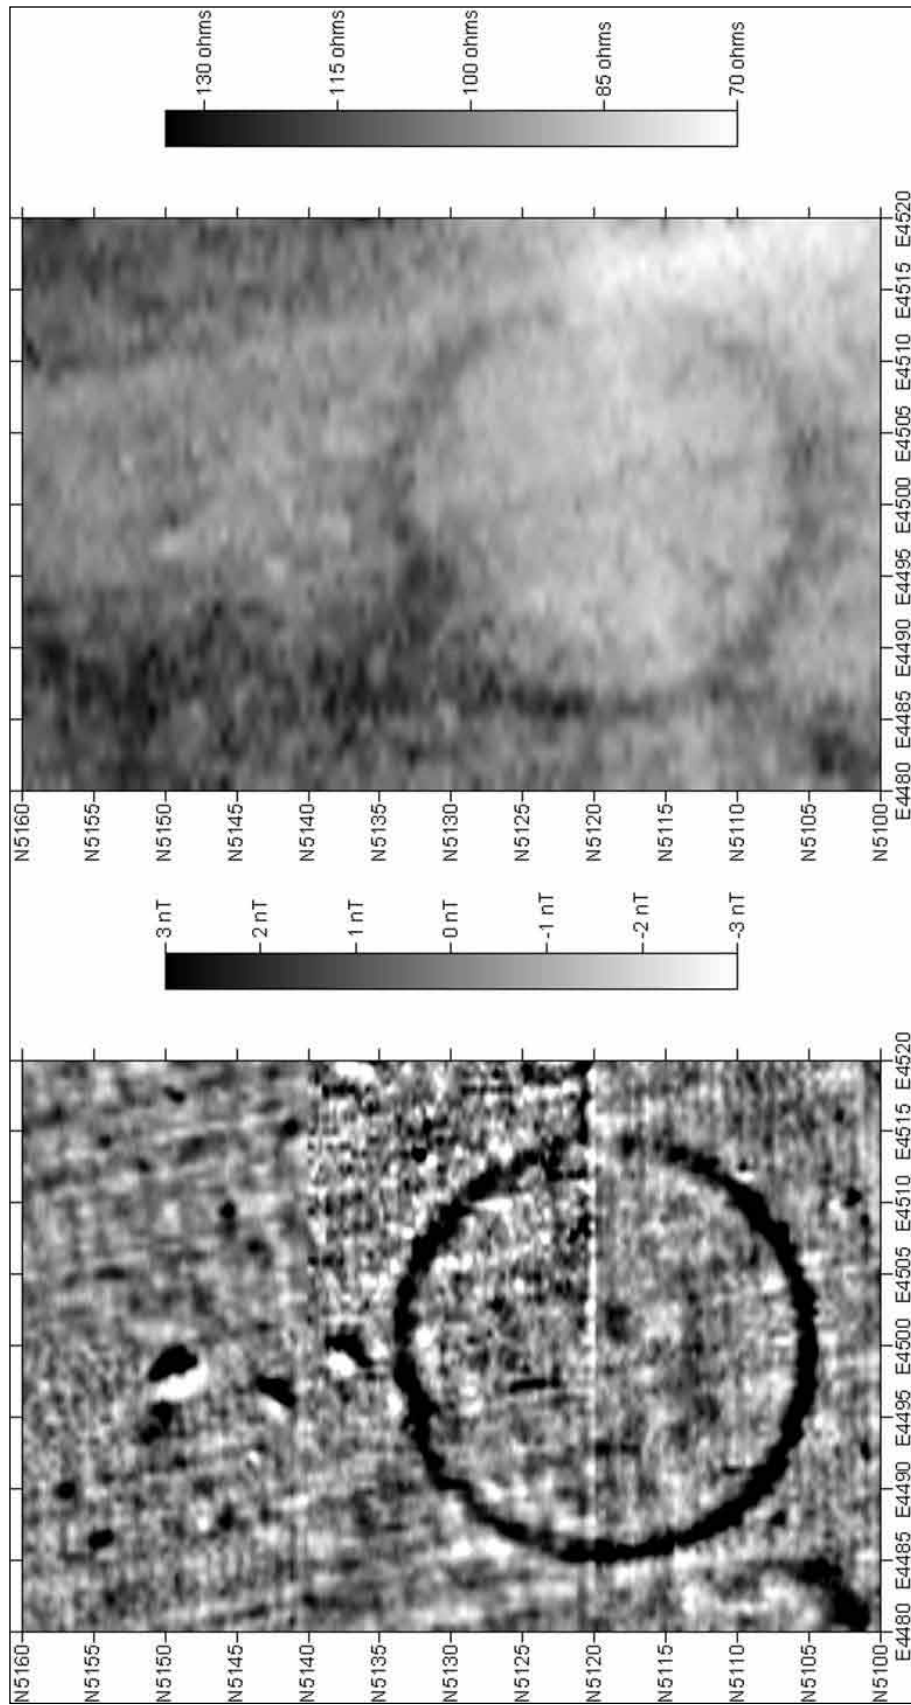 3 nT
2 nT
1 nT
0 nT
-1 nT
-2 nT
-3 nT
N5160
N5155
N5150
N5145
N5140
N5135
N5130
N5125
N5120
N5115
N5110
N5105
N5100
E4480 E4485 E4490 E4495 E4500 E4505 E4510 E4515 E4520
130 ohms
115 ohms
100 ohms
85 ohms
70 ohms
N5160
N5155
N5150
N5145
N5140
N5135
N5130
N5125
N5120
N5115
N5110
N5105
N5100
E4480 E4485 E4490 E4495 E4500 E4505 E4510 E4515 E4520